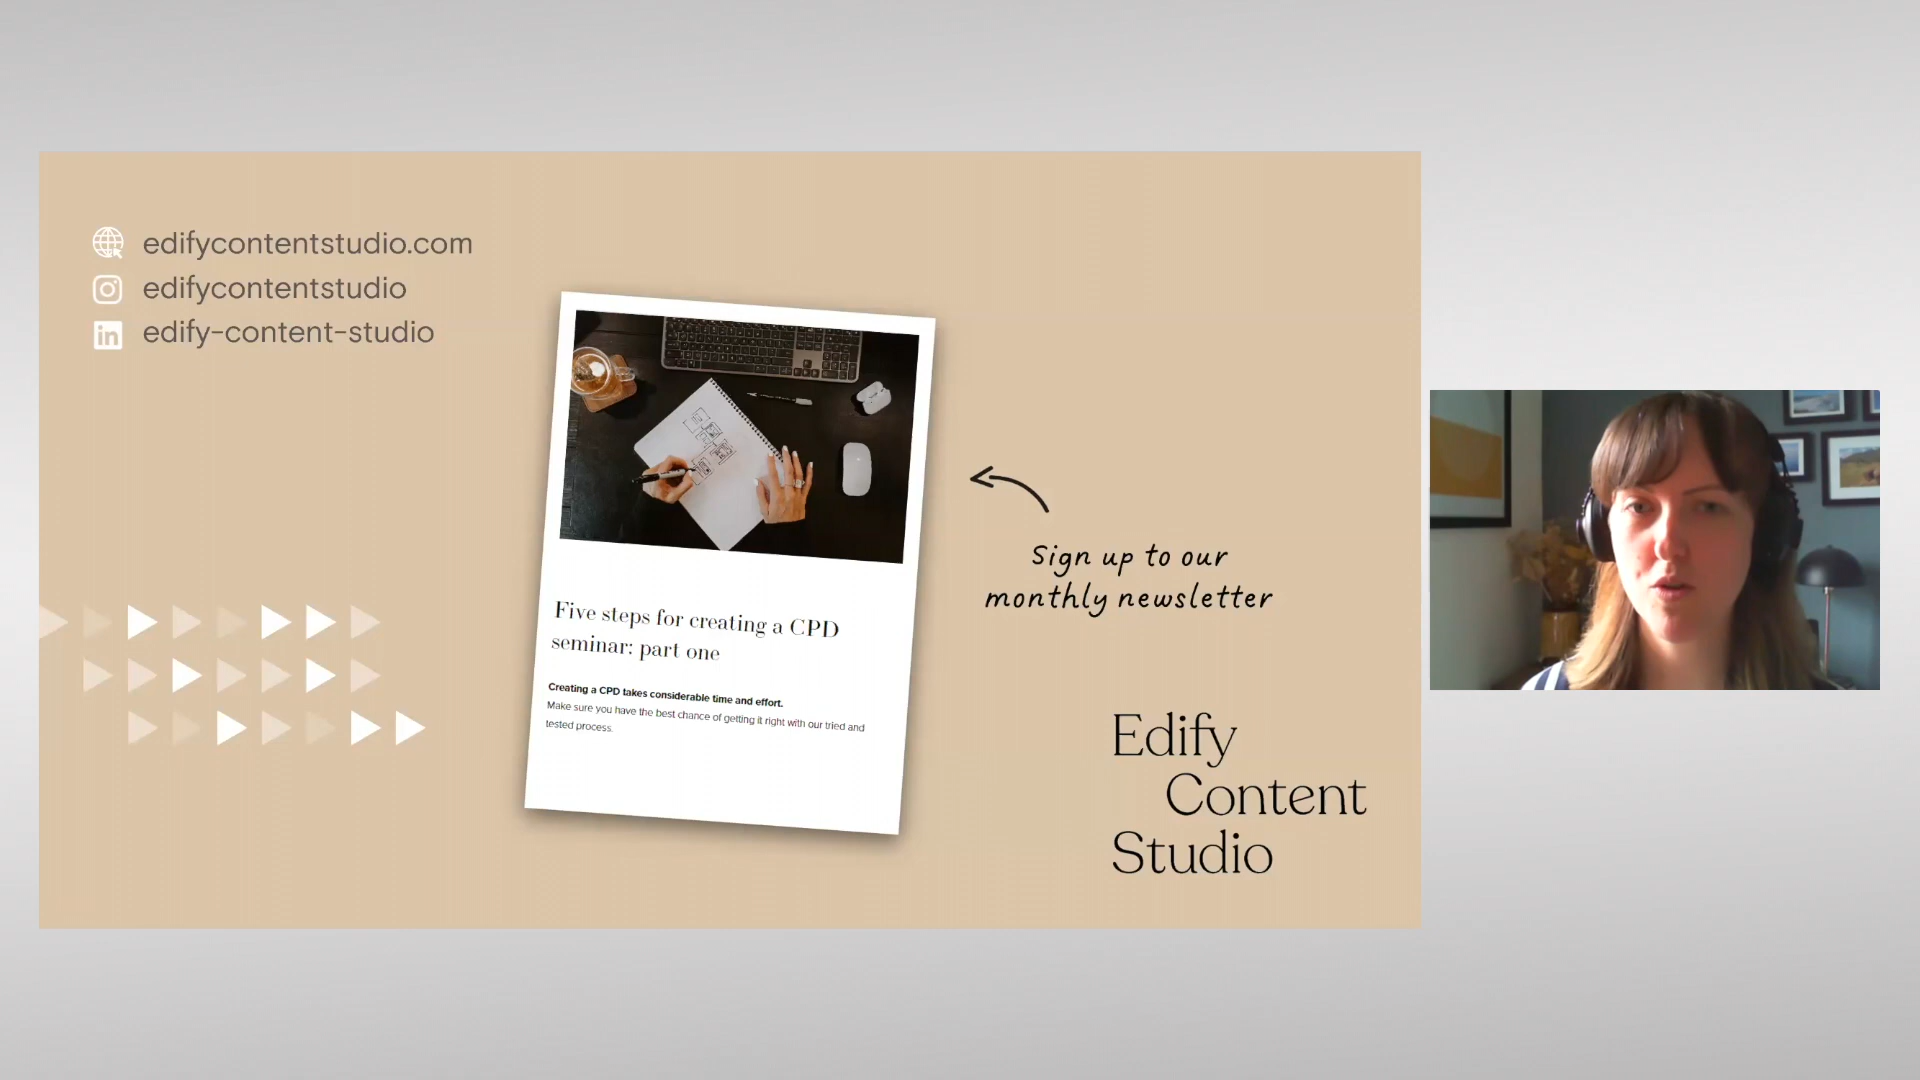 edifycontentstudio.com
edifycontentstudio
in edify-content-studio
Five steps for creating a CPD
seminar: part one
Creating a CPD takes considerable time and effort.
Make sure you have the best chance of getting it right with our tried and
tested process.
Sign up to our
monthly newsletter
Edify
Content
Studio